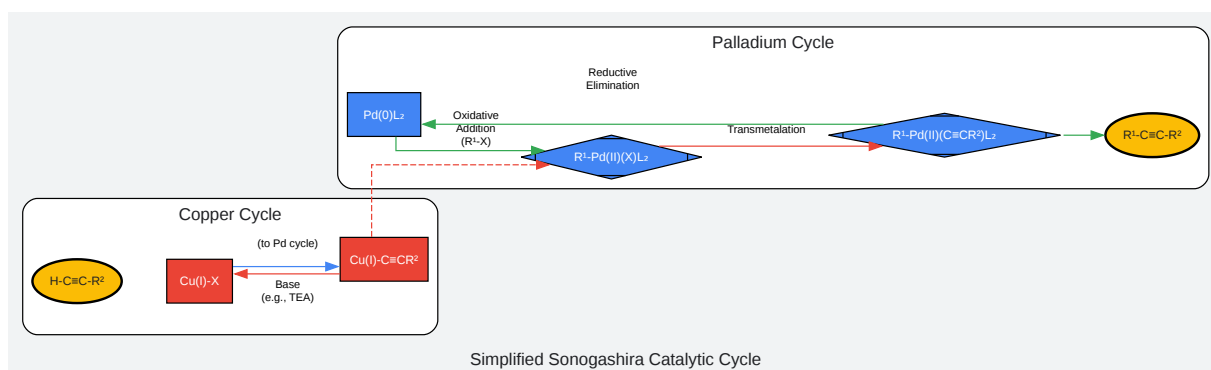 Palladium Cycle
Reductive
Elimination
Pd(0)L₂
Oxidative
Addition
(R¹-X)
Transmetalation
R¹-Pd(II)(X)L₂
R¹-Pd(II)(C≡CR²)L₂
R¹-C≡C-R²
Copper Cycle
(to Pd cycle)
H-C≡C-R²
Cu(I)-X
Cu(I)-C≡CR²
Base
(e.g., TEA)
Simplified Sonogashira Catalytic Cycle